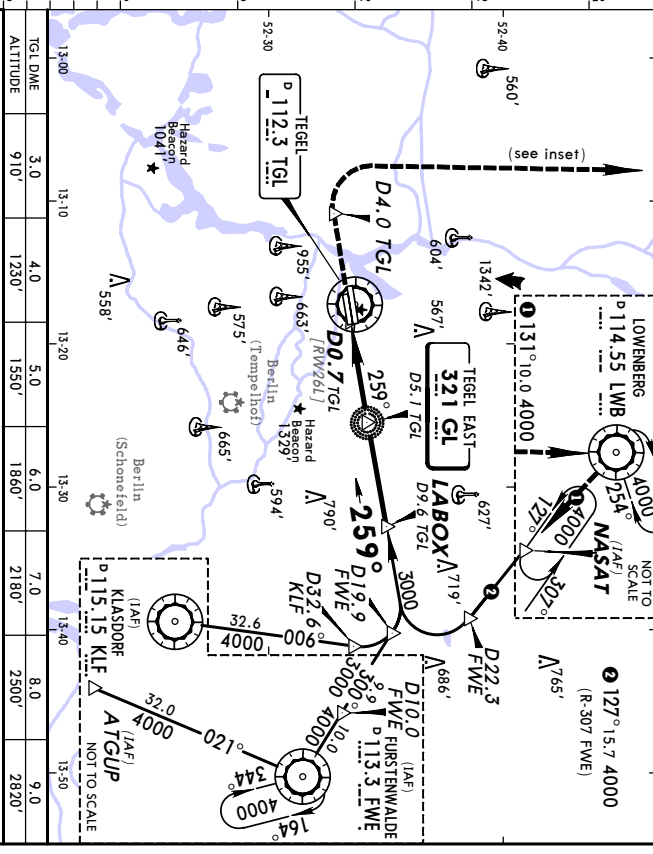 TGL DME 3.0 4.0 5.0 6.0 7.0 8.0 9.0
ALTITUDE 910' 1230' 1550' 1860' 2180' 2500' 2820'
52-30
52-40
13-00
13-10
13-20
13-30
13-40
13-50
560'
(see inset)
TEGEL
D 112.3 TGL
Hazard
Beacon
1041'
D4.0 TGL
604'
955'
1342'
558'
663'
575'
646'
567'
D0.7 TGL
[RW26L]
259°
Berlin
(Tempelhof)
TEGEL EAST
321 GL
D5.1 TGL
Hazard
Beacon
1329'
665'
594'
627'
790'
Berlin
(Schonefeld)
LABOX
D9.6 TGL
719'
259°
3000
LOWENBERG
D 114.55 LWB
1 131° 10.0 4000
4000
254°
NOT TO
SCALE
NASAT
(IAF)
1
127°
4000
307°
2
D22.3
FWE
D19.9
FWE
D32.6
KLF
765'
686'
2 127° 15.7 4000
(R-307 FWE)
(IAF)
KLASDORF
D 115.15 KLF
32.6
4000
006°
D10.0
FWE
3000
10.0
4000
(IAF)
FURSTENWALDE
D 113.3 FWE
32.0
4000
021°
(IAF)
ATGUP
NOT TO SCALE
344°
4000
164°